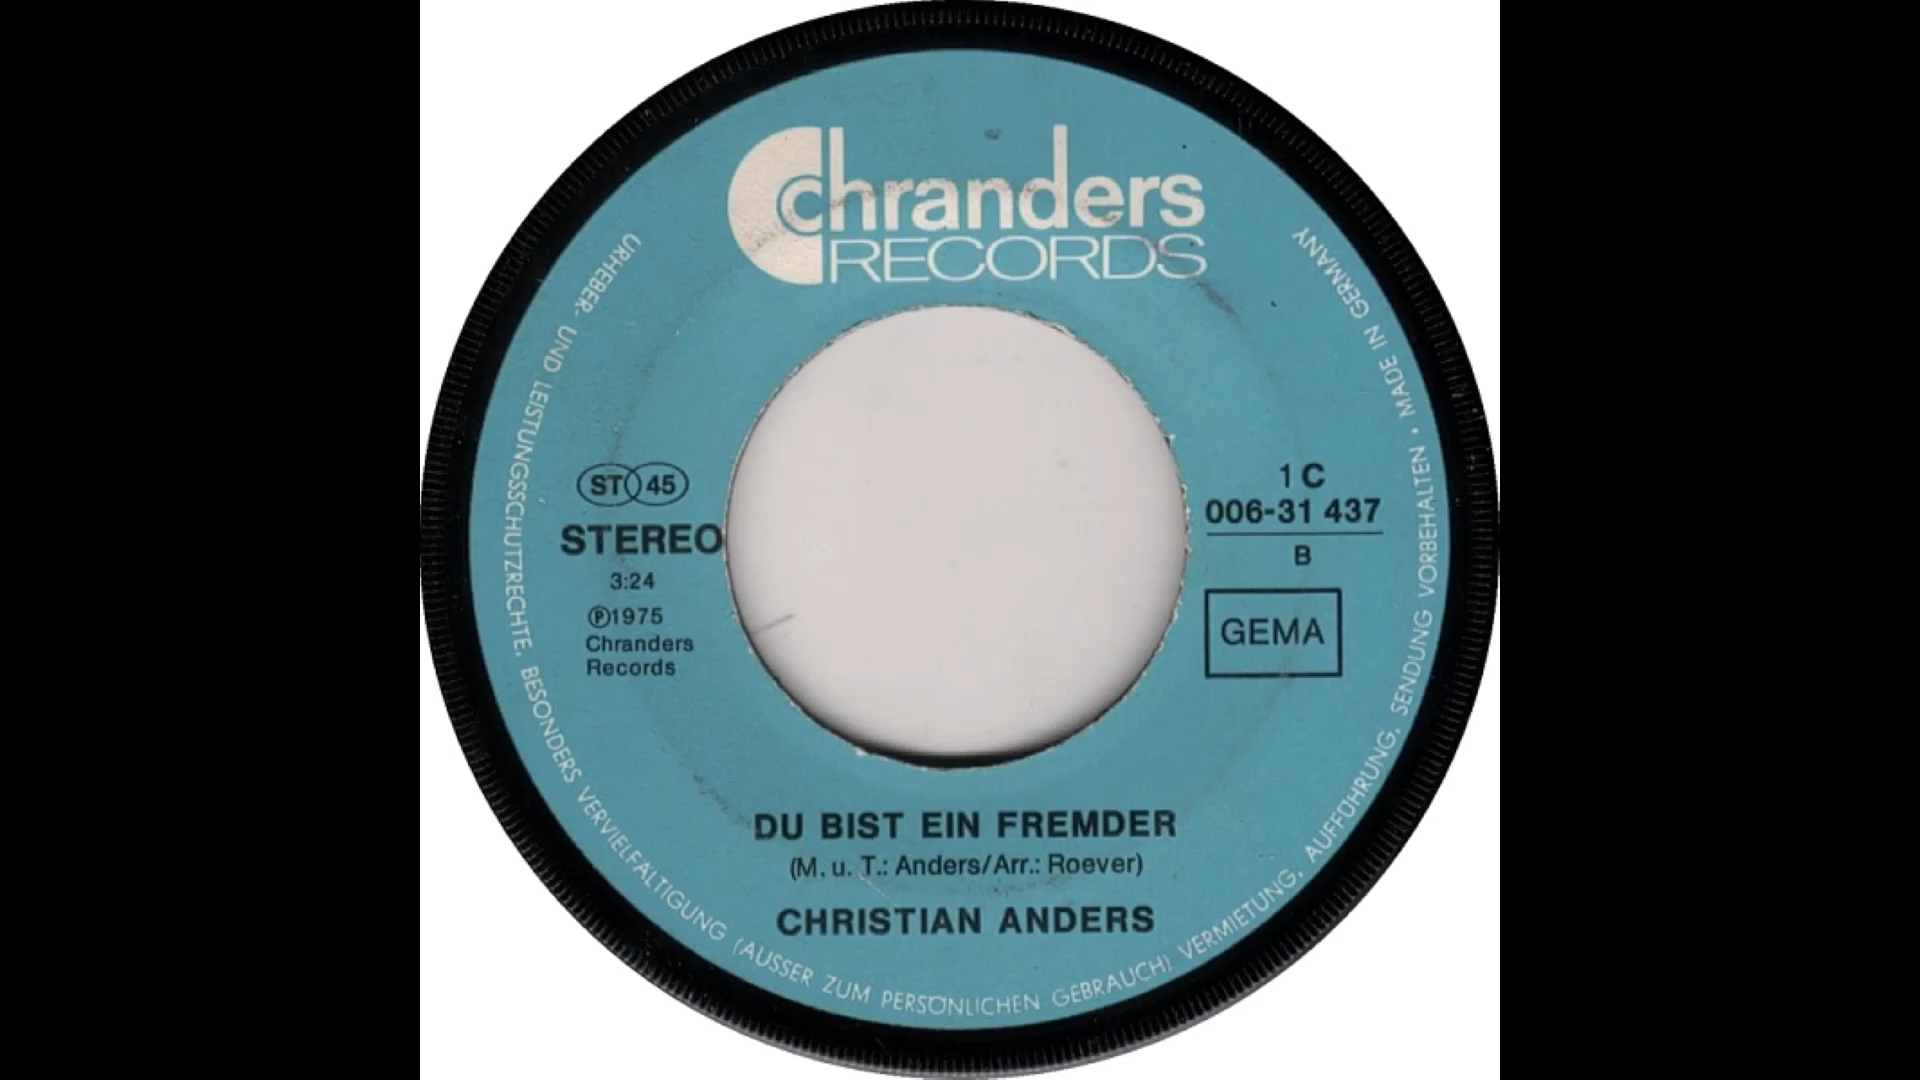 chranders
RECORDS
URHEBER- UND LEISTUNGSSCHUTZRECHTE, BESONDERS VERVIELFÄLTIGUNG (AUSSER ZUM PERSÖNLICHEN GEBRAUCH) VERMIETUNG, AUFFÜHRUNG, SENDUNG VORBEHALTEN • MADE IN GERMANY
ST 45
STEREO
3:24
Ⓟ1975
Chranders
Records
1 C
006-31 437
B
GEMA
DU BIST EIN FREMDER
(M. u. T.: Anders/Arr.: Roever)
CHRISTIAN ANDERS